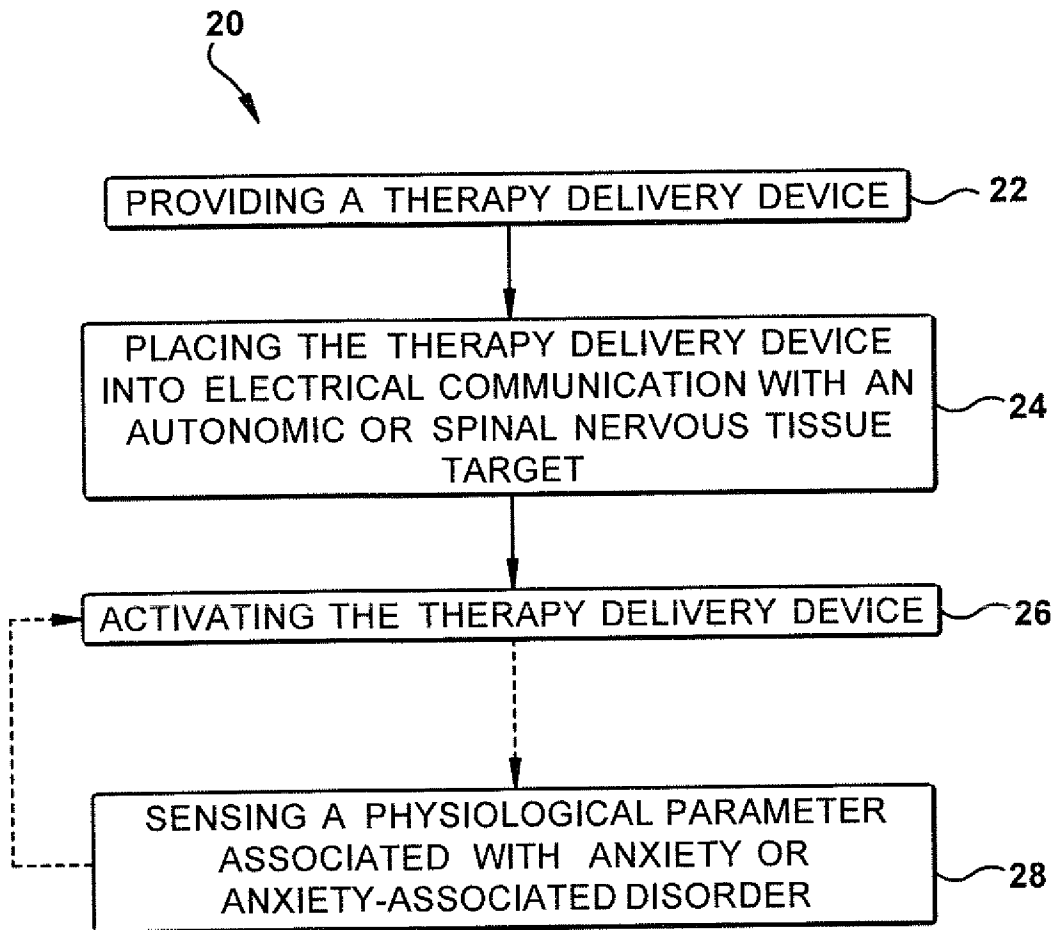 20
PROVIDING A THERAPY DELIVERY DEVICE
22
PLACING THE THERAPY DELIVERY DEVICE
INTO ELECTRICAL COMMUNICATION WITH AN
AUTONOMIC OR SPINAL NERVOUS TISSUE
TARGET
24
ACTIVATING THE THERAPY DELIVERY DEVICE
26
SENSING A PHYSIOLOGICAL PARAMETER
ASSOCIATED WITH ANXIETY OR
ANXIETY-ASSOCIATED DISORDER
28